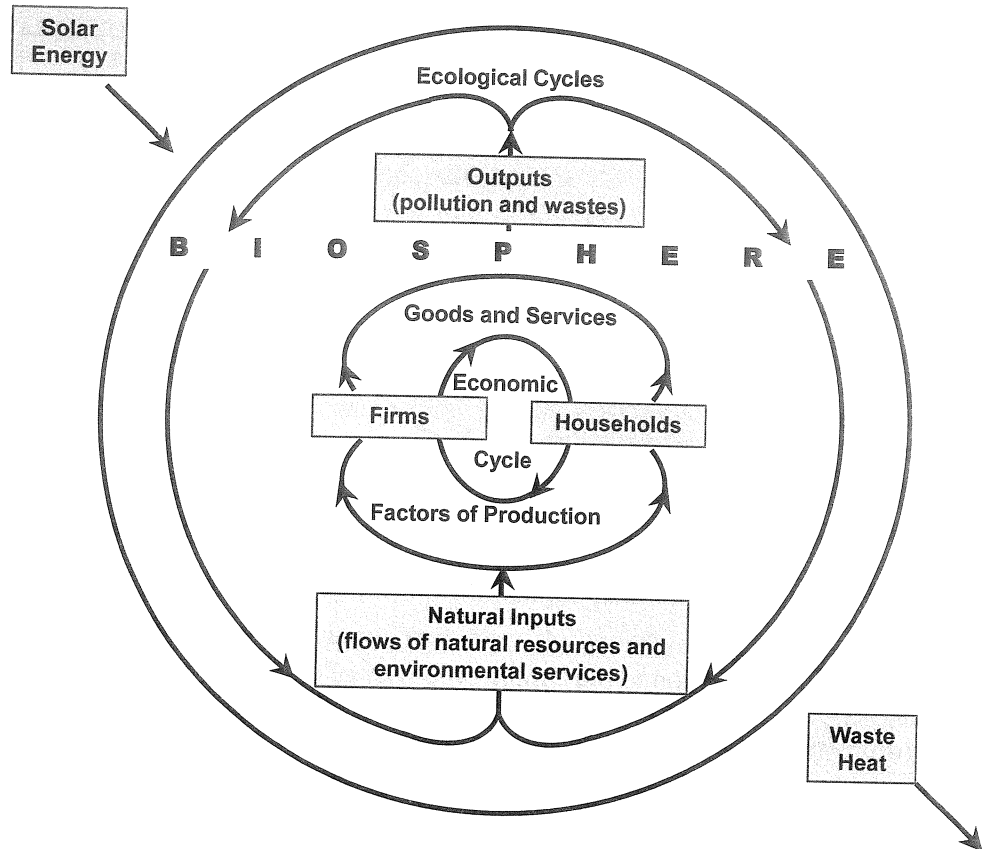 Solar
Energy
Ecological Cycles
Outputs
(pollution and wastes)
B I O S P H E R E
Goods and Services
Economic
Firms
Households
Cycle
Factors of Production
Natural Inputs
(flows of natural resources and
environmental services)
Waste
Heat